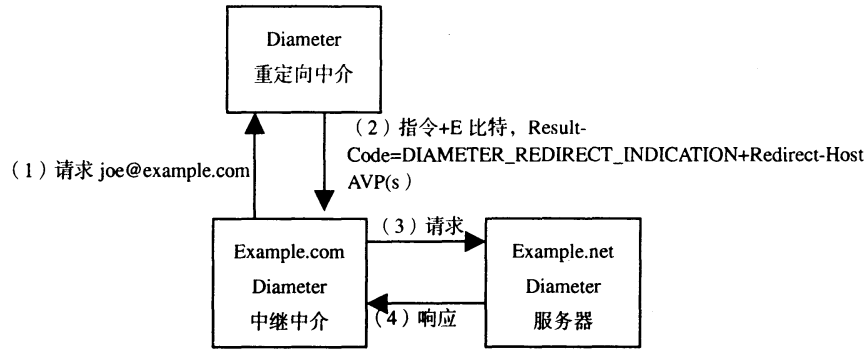 Diameter
重定向中介
(1)请求 joe@example.com
(2)指令+E 比特，Result-
Code=DIAMETER_REDIRECT_INDICATION+Redirect-Host
AVP(s)
Example.com
Diameter
中继中介
(3)请求
(4)响应
Example.net
Diameter
服务器